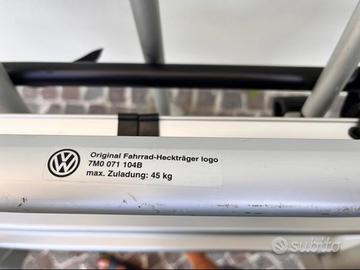 Original Fahrrad-Heckträger logo
7M0 071 104B
max. Zuladung: 45 kg
subito